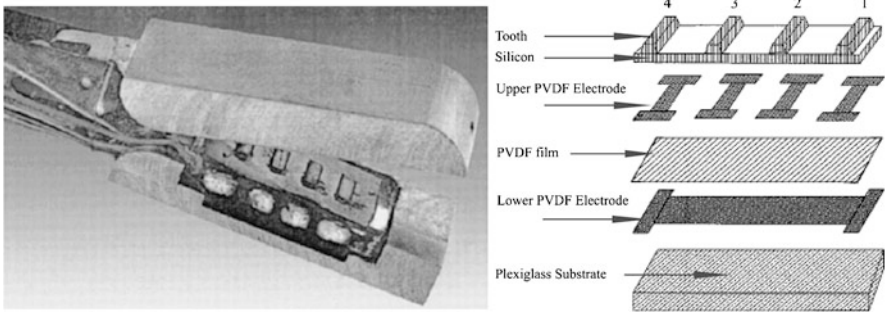 4 3 2 1
Tooth
Silicon
Upper PVDF Electrode
PVDF film
Lower PVDF Electrode
Plexiglass Substrate